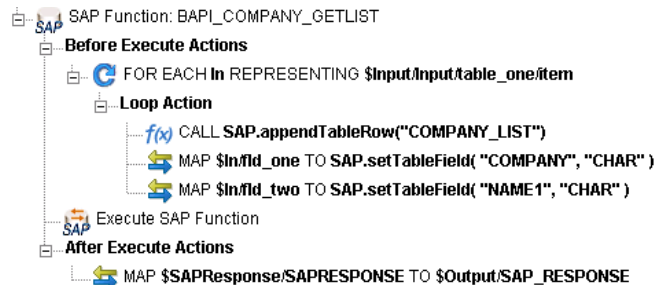 SAP Function: BAPI_COMPANY_GETLIST
SAP
Before Execute Actions
FOR EACH In REPRESENTING $Input/Input/table_one/item
Loop Action
f(x) CALL SAP.appendTableRow("COMPANY_LIST")
MAP $In/fld_one TO SAP.setTableField( "COMPANY", "CHAR" )
MAP $In/fld_two TO SAP.setTableField( "NAME1", "CHAR" )
Execute SAP Function
SAP
After Execute Actions
MAP $SAPResponse/SAPRESPONSE TO $Output/SAP_RESPONSE